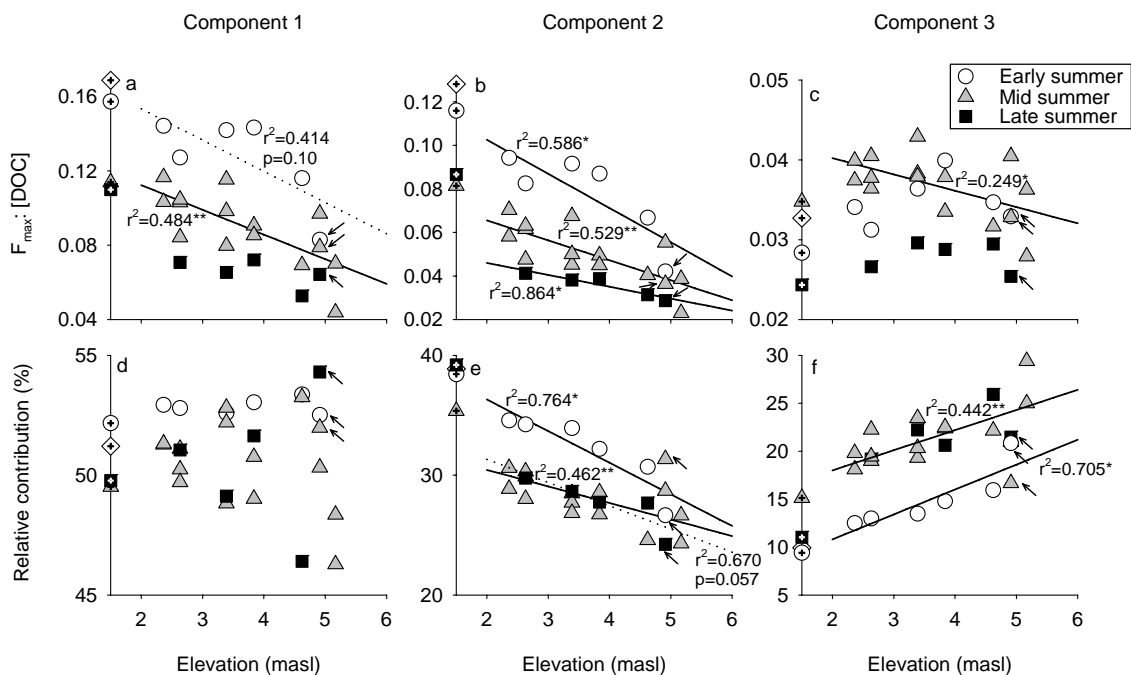 Component 1
Component 2
Component 3
Early summer
Mid summer
Late summer
Fmax: [DOC]
a
0.16
0.12
0.08
0.04
r²=0.414
p=0.10
r²=0.484**
b
0.12
0.10
0.08
0.06
0.04
0.02
r²=0.586*
r²=0.529**
r²=0.864*
c
0.05
0.04
0.03
0.02
r²=0.249*
Relative contribution (%)
d
55
50
45
2 3 4 5 6
Elevation (masl)
e
40
30
20
r²=0.764*
r²=0.462**
r²=0.670
p=0.057
2 3 4 5 6
Elevation (masl)
f
30
25
20
15
10
5
r²=0.442**
r²=0.705*
2 3 4 5 6
Elevation (masl)